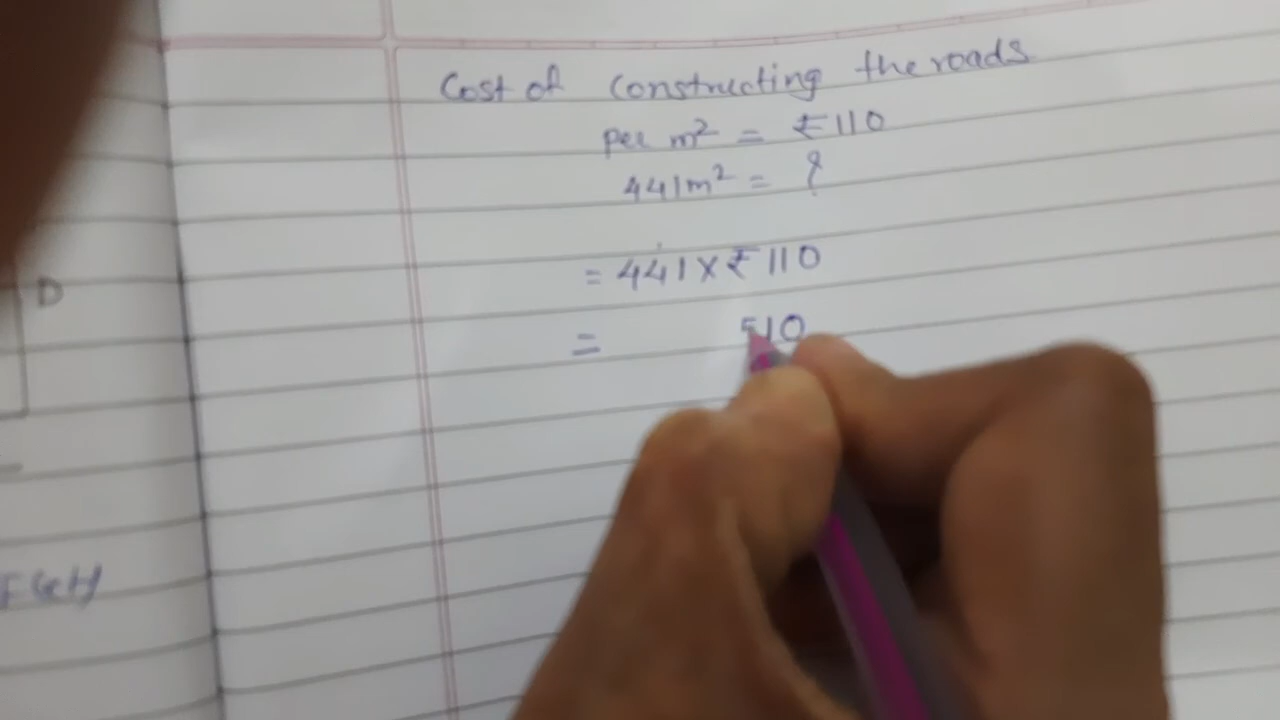 Cost of Constructing the roads
per m² = ₹110
441m² = ?
= 441 × ₹110
= 510
D